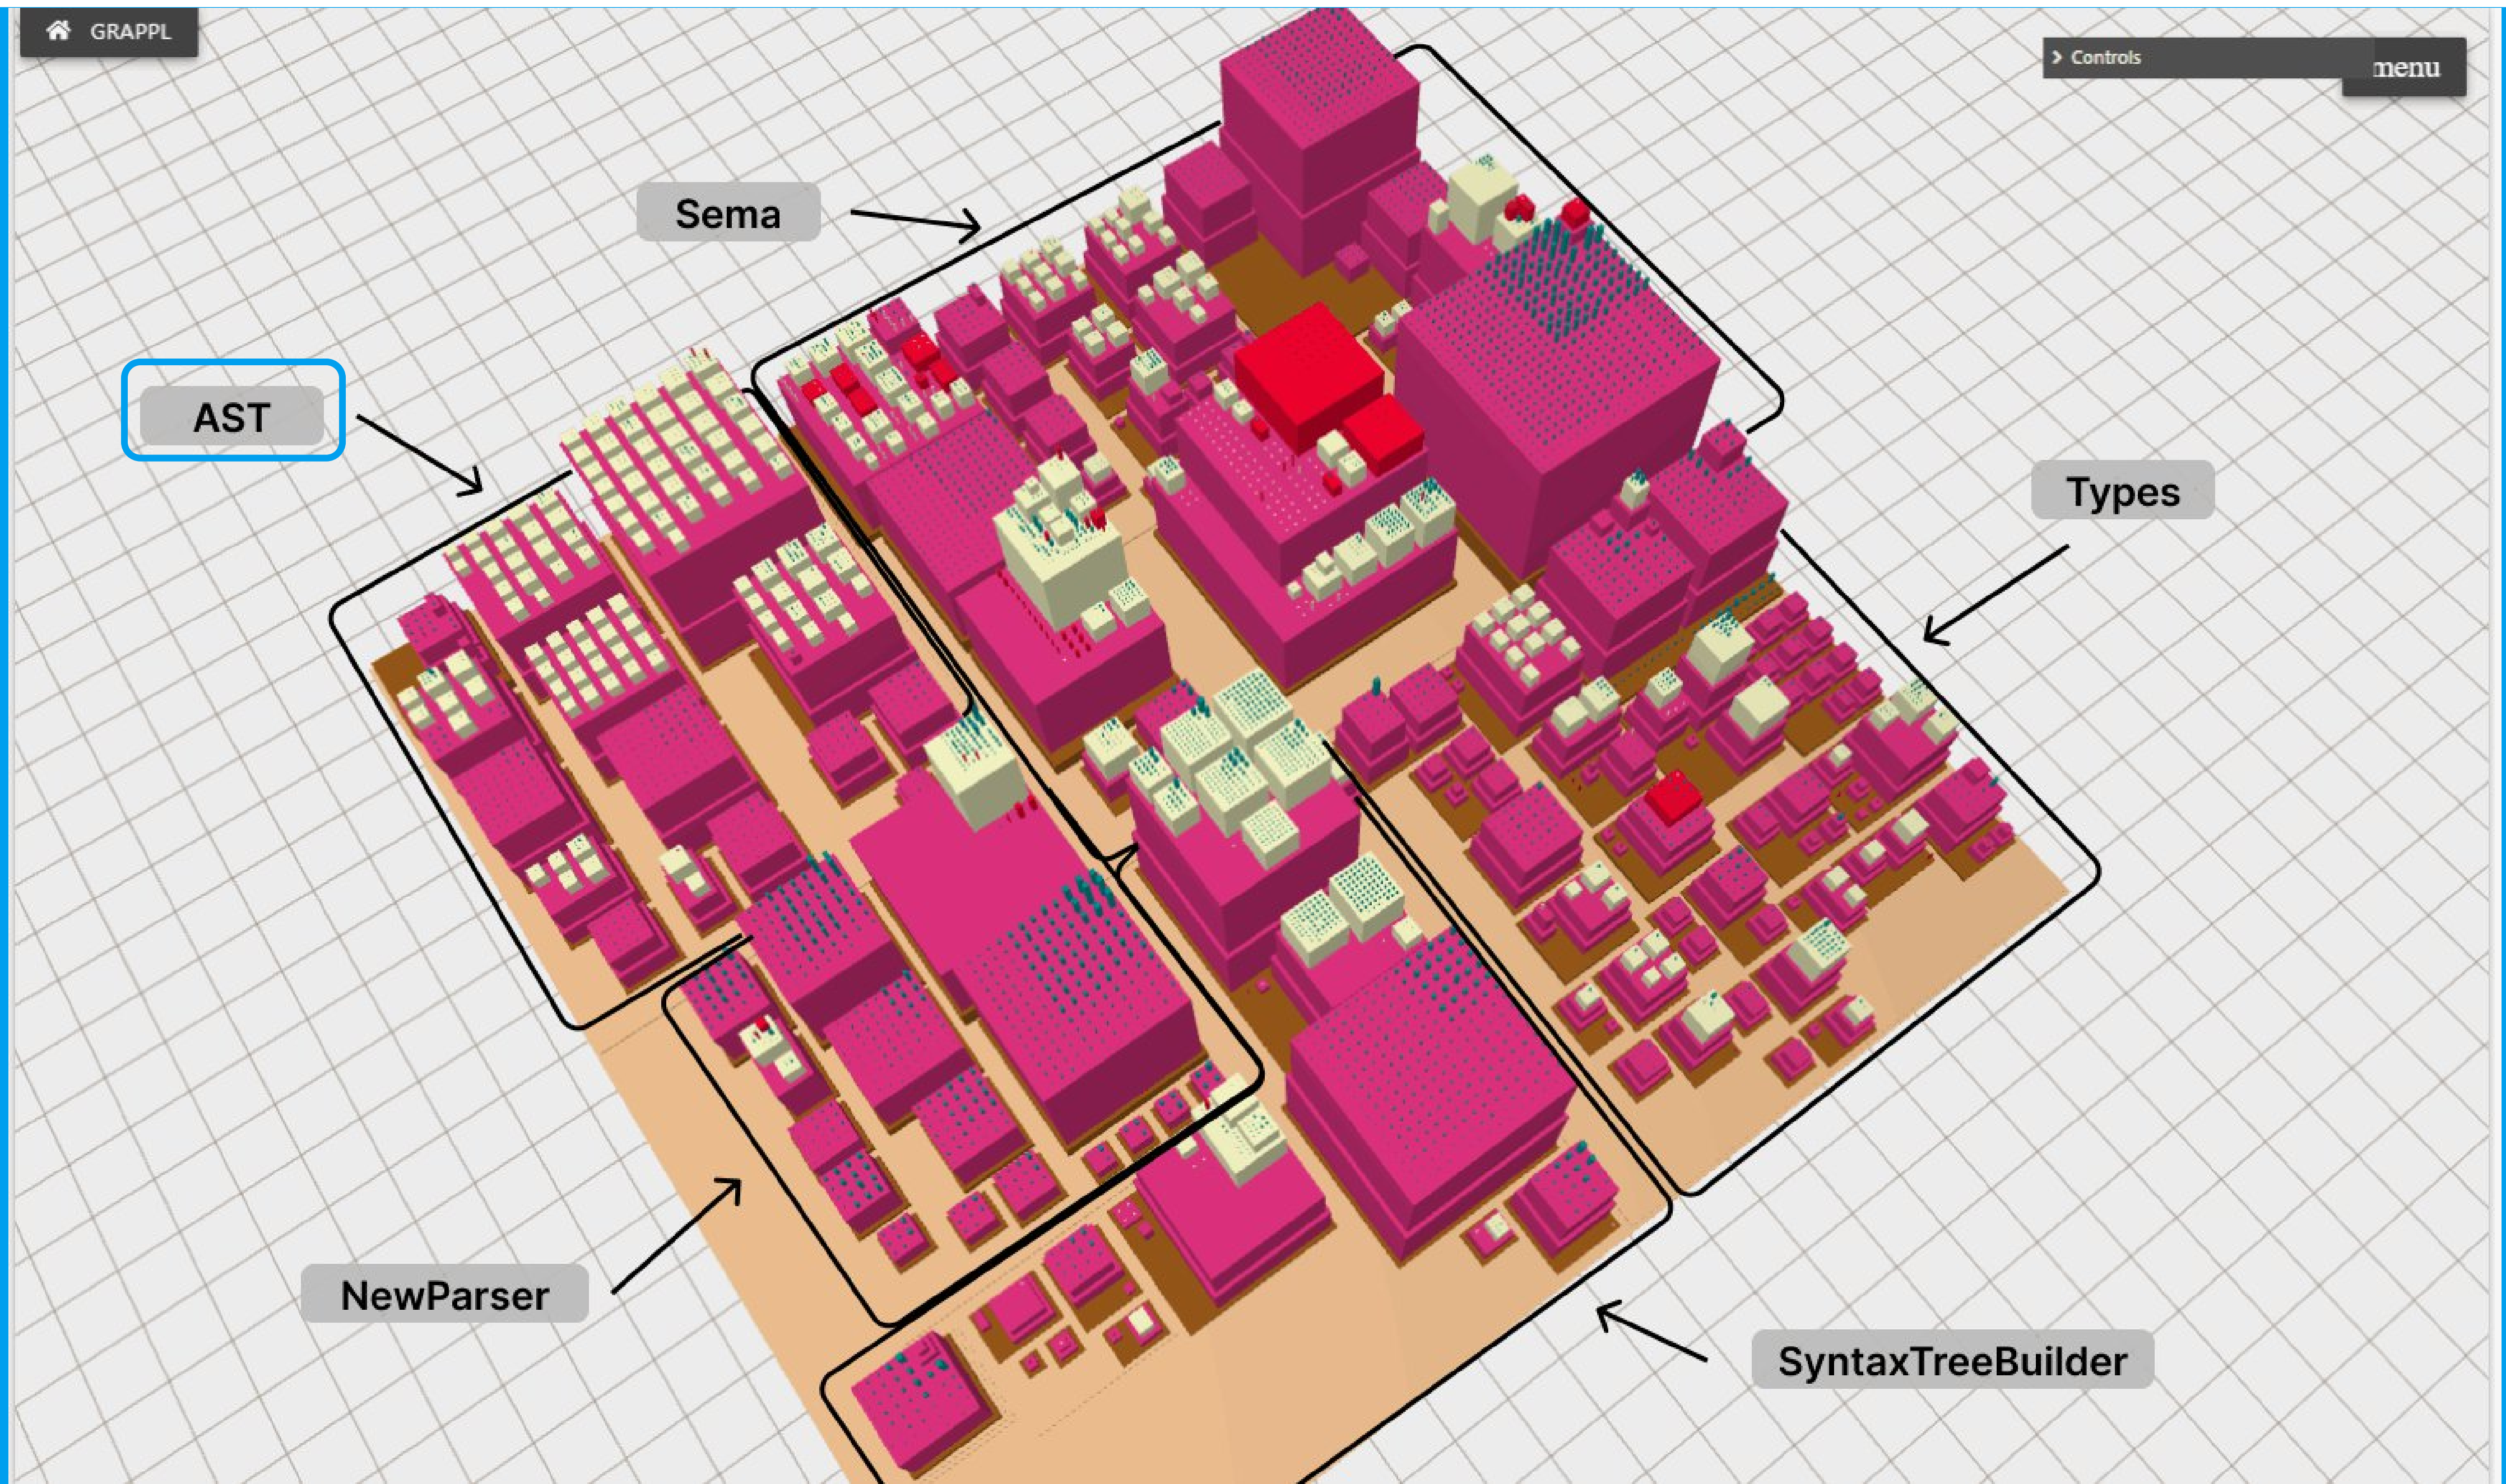 GRAPPL
Controls
menu
Sema
AST
Types
NewParser
SyntaxTreeBuilder